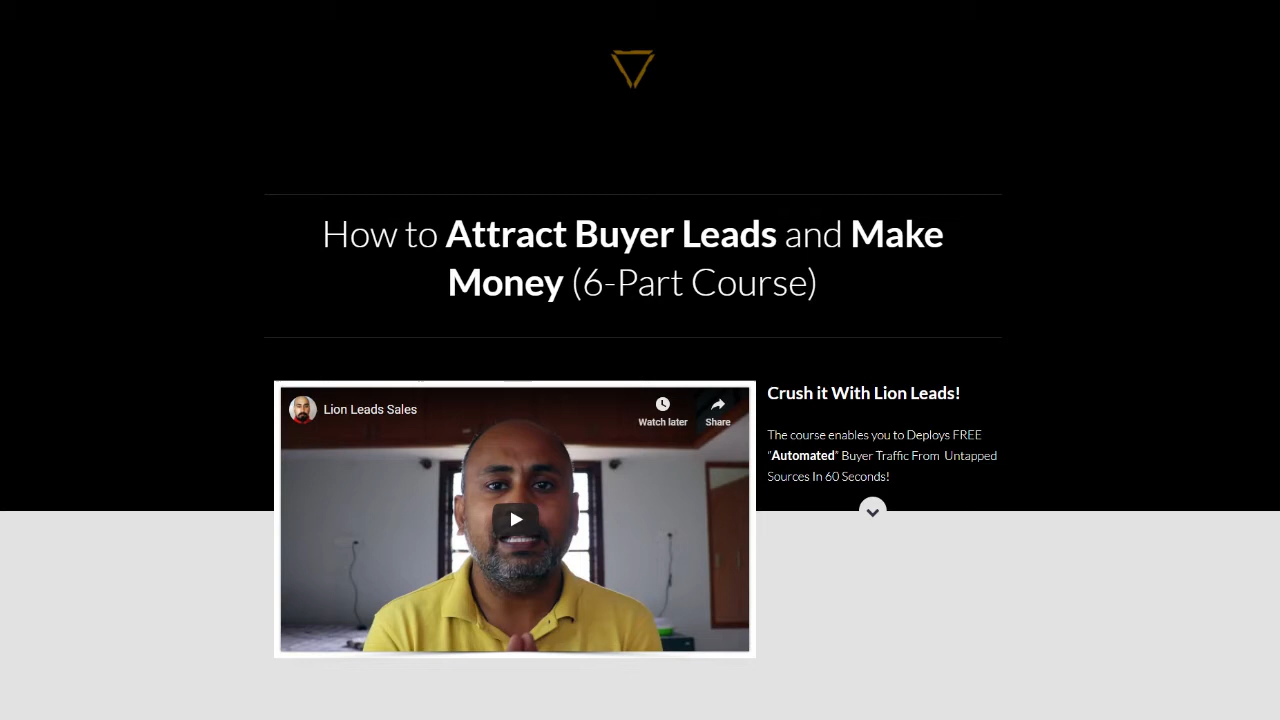 How to Attract Buyer Leads and Make
Money (6-Part Course)
Lion Leads Sales
Watch later
Share
Crush it With Lion Leads!
The course enables you to Deploys FREE
"Automated" Buyer Traffic From Untapped
Sources In 60 Seconds!